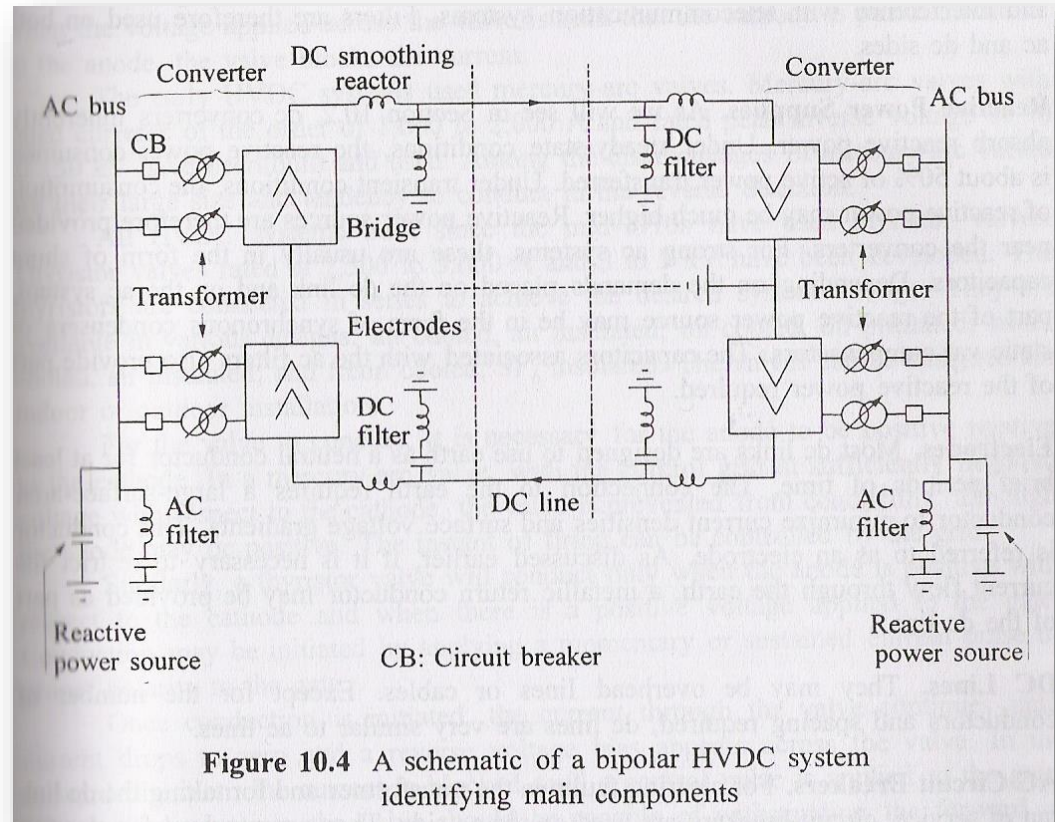 DC smoothing
reactor
Converter
Converter
AC bus
AC bus
CB
DC
filter
Bridge
Transformer
Transformer
Electrodes
DC
filter
DC line
AC
filter
AC
filter
Reactive
power source
Reactive
power source
CB: Circuit breaker
Figure 10.4 A schematic of a bipolar HVDC system
identifying main components